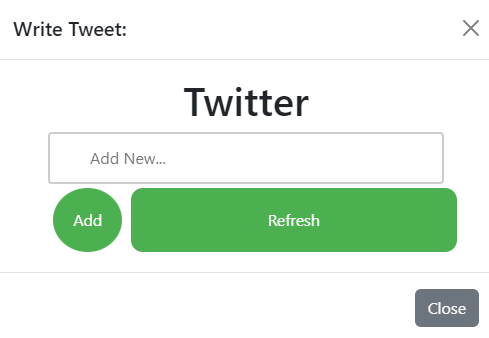 Write Tweet:
Twitter
Add New...
Add
Refresh
Close